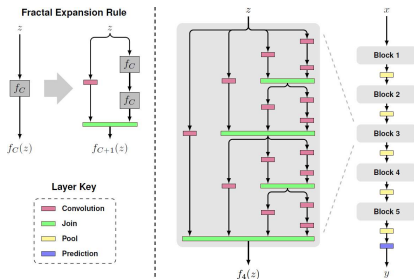 Fractal Expansion Rule
z
z
f_C
f_C
f_C
f_C(z)
f_{C+1}(z)
Layer Key
Convolution
Join
Pool
Prediction
z
f_4(z)
x
Block 1
Block 2
Block 3
Block 4
Block 5
y